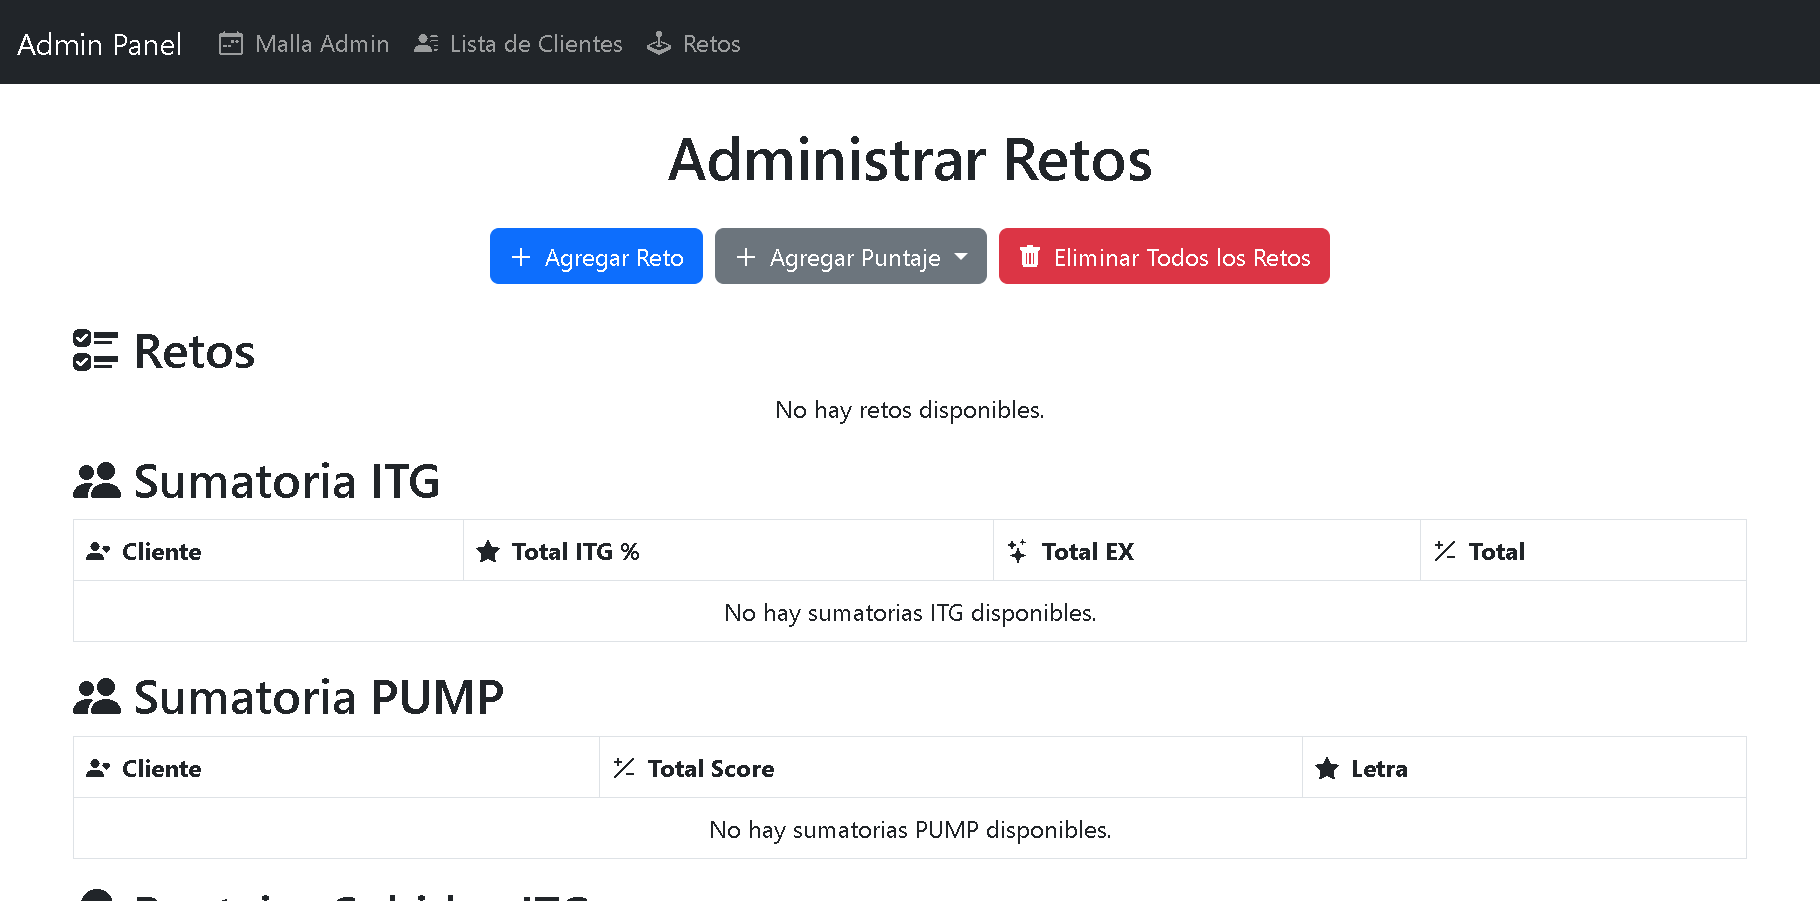 Admin Panel Malla Admin Lista de Clientes Retos
Administrar Retos
Agregar Reto Agregar Puntaje Eliminar Todos los Retos
Retos
No hay retos disponibles.
Sumatoria ITG
Cliente Total ITG % Total EX Total
No hay sumatorias ITG disponibles.
Sumatoria PUMP
Cliente Total Score Letra
No hay sumatorias PUMP disponibles.